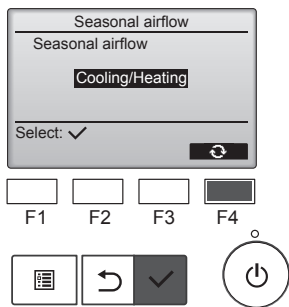 Seasonal airflow
Seasonal airflow
Cooling/Heating
Select: ✓
F1 F2 F3 F4